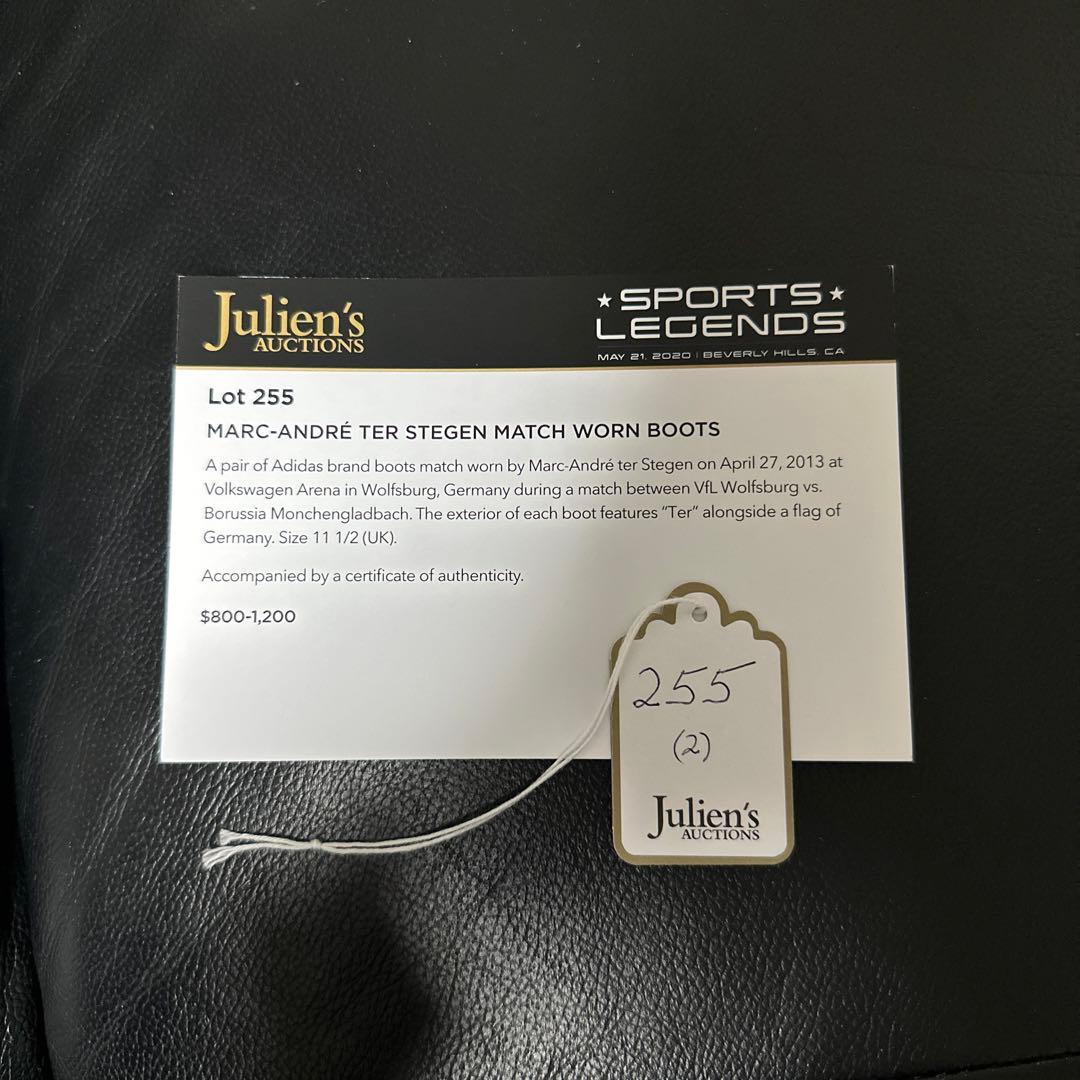 Julien's
AUCTIONS
★ SPORTS ★
LEGENDS
MAY 21, 2020 | BEVERLY HILLS, CA
Lot 255
MARC-ANDRÉ TER STEGEN MATCH WORN BOOTS
A pair of Adidas brand boots match worn by Marc-André ter Stegen on April 27, 2013 at
Volkswagen Arena in Wolfsburg, Germany during a match between VfL Wolfsburg vs.
Borussia Monchengladbach. The exterior of each boot features "Ter" alongside a flag of
Germany. Size 11 1/2 (UK).
Accompanied by a certificate of authenticity.
$800-1,200
255
(2)
Julien's
AUCTIONS